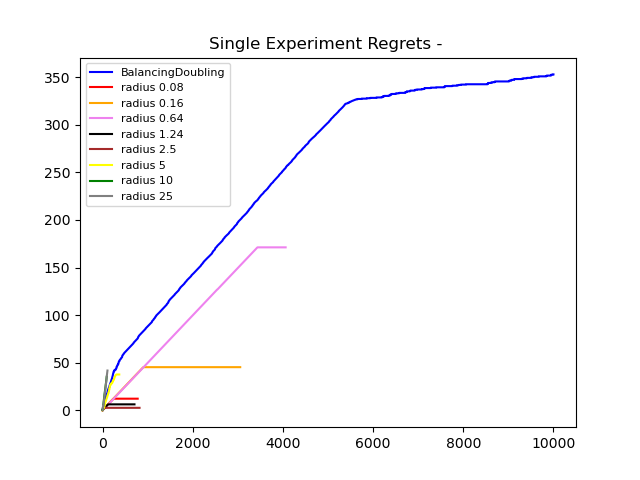 Single Experiment Regrets -
BalancingDoubling
radius 0.08
radius 0.16
radius 0.64
radius 1.24
radius 2.5
radius 5
radius 10
radius 25
350
300
250
200
150
100
50
0
0 2000 4000 6000 8000 10000